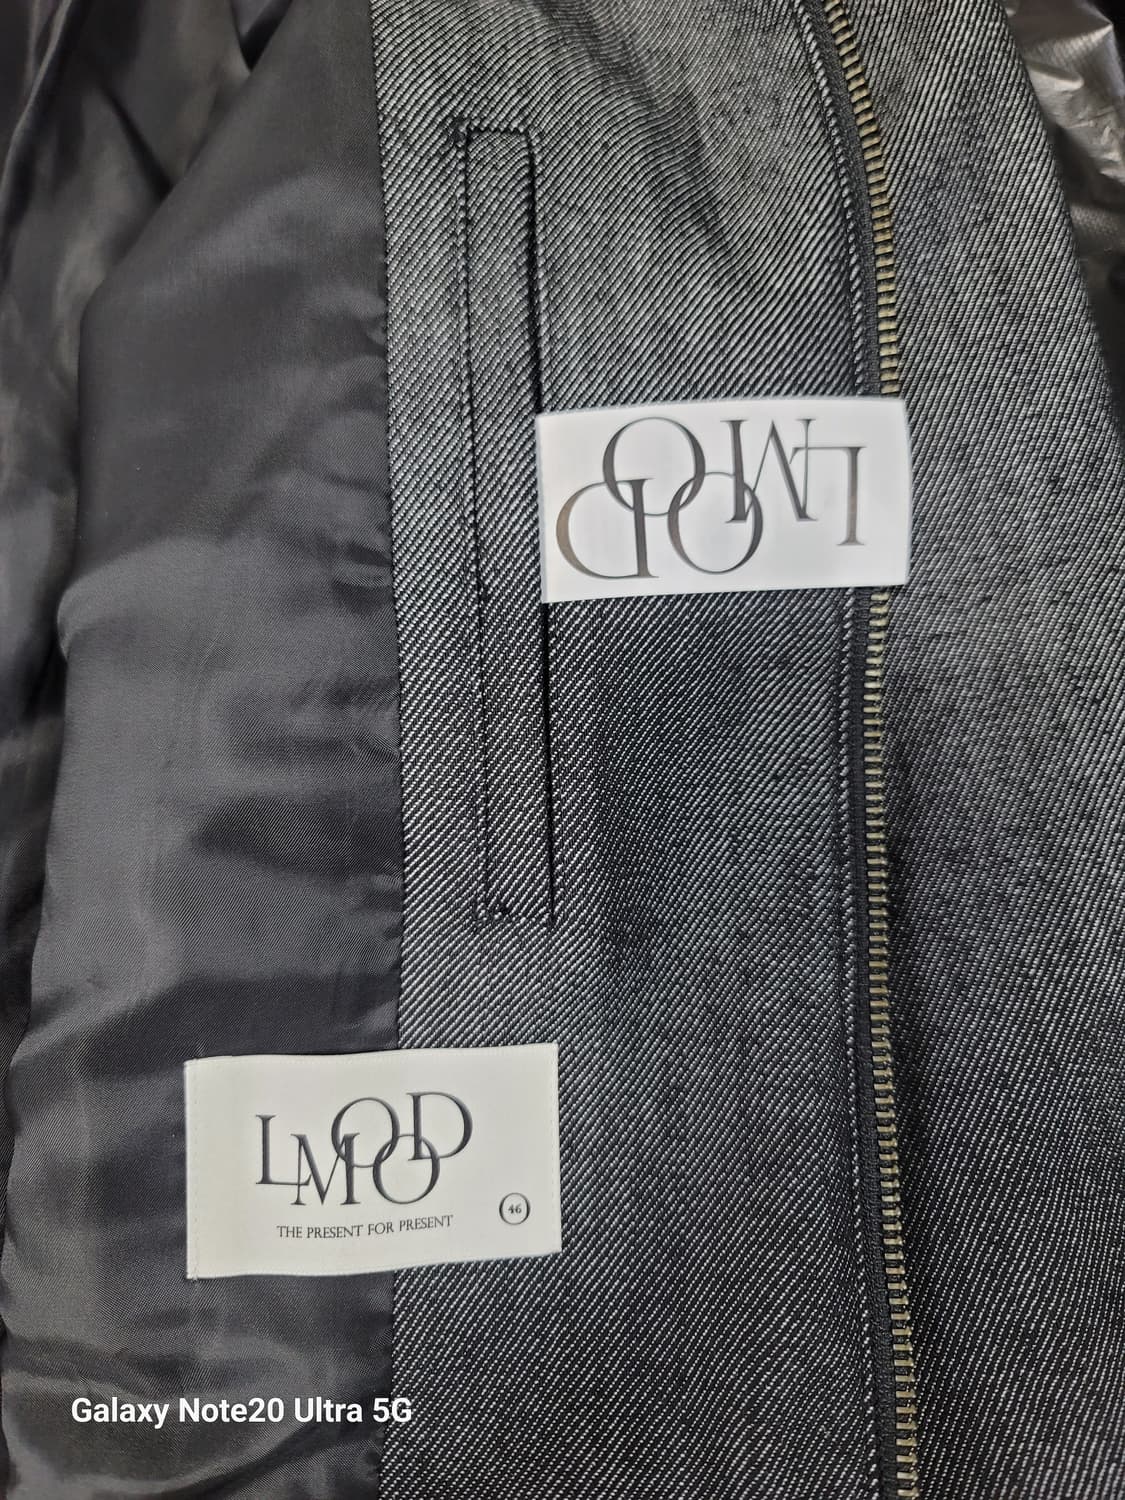 LMOOD
LMOOD
THE PRESENT FOR PRESENT
46
Galaxy Note20 Ultra 5G